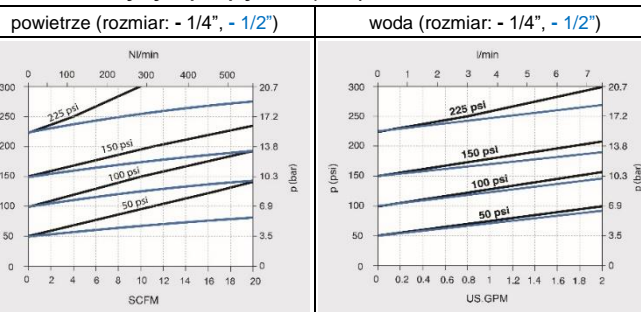 powietrze (rozmiar: - 1/4”, - 1/2”)
woda (rozmiar: - 1/4”, - 1/2”)
Nl/min
0 100 200 300 400 500
300 250 200 150 100 50 0
225 psi
150 psi
100 psi
50 psi
20.7 17.2 13.8 10.3 6.9 3.5 0
p (bar)
0 2 4 6 8 10 12 14 16 18 20
SCFM
l/min
0 1 2 3 4 5 6 7
p (psi)
300 250 200 150 100 50 0
225 psi
150 psi
100 psi
50 psi
20.7 17.2 13.8 10.3 6.9 3.5 0
p (bar)
0 0.2 0.4 0.6 0.8 1 1.2 1.4 1.6 1.8 2
US.GPM